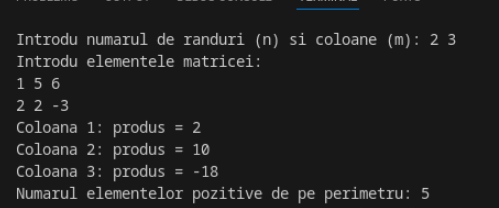 TERMINAL
Introdu numarul de randuri (n) si coloane (m): 2 3
Introdu elementele matricei:
1 5 6
2 2 -3
Coloana 1: produs = 2
Coloana 2: produs = 10
Coloana 3: produs = -18
Numarul elementelor pozitive de pe perimetru: 5